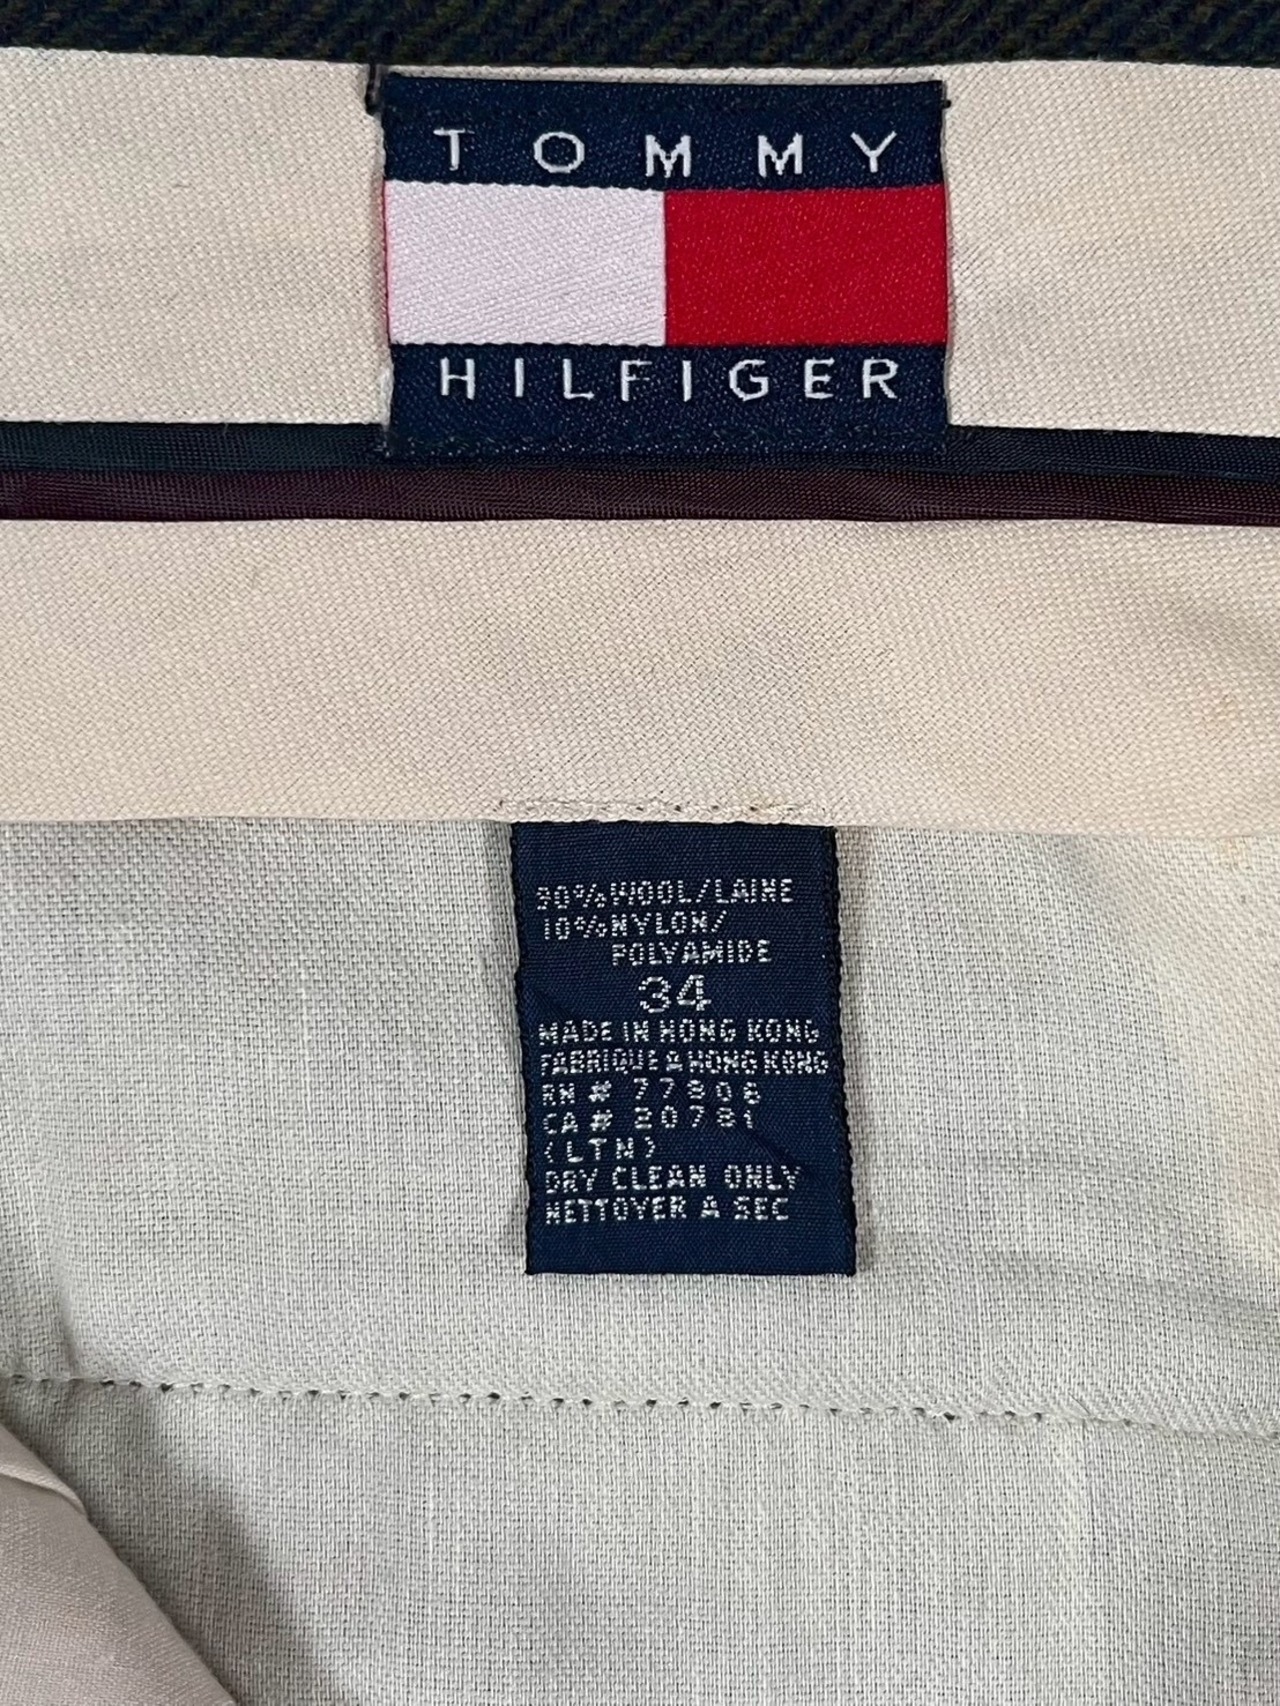 TOMMY
HILFIGER
90% WOOL/LAINE
10% NYLON/
POLYAMIDE
34
MADE IN HONG KONG
FABRIQUE A HONG KONG
RN # 77806
CA # 20781
(LTN)
DRY CLEAN ONLY
NETTOYER A SEC